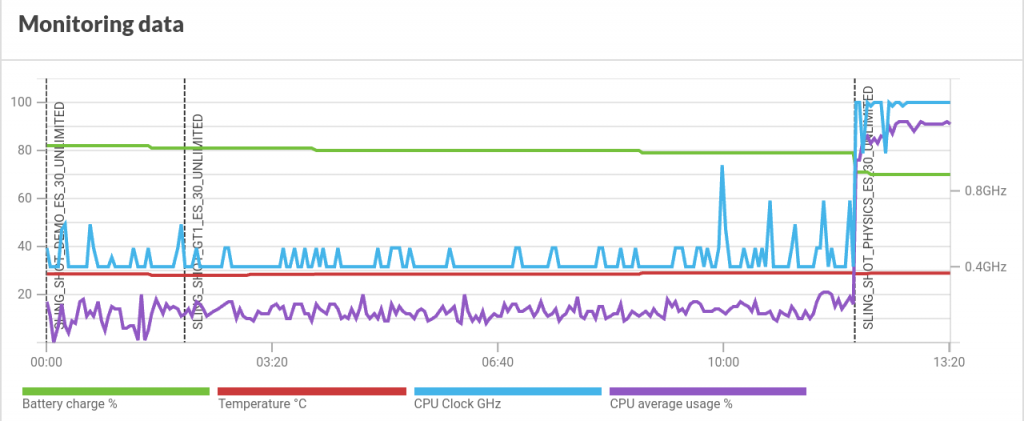 Monitoring data
100
80
60
40
20
0.8GHz
0.4GHz
SLING_SHOT_DEMO_ES_30_UNLIMITED
SLING_SHOT_GT1_ES_30_UNLIMITED
SLING_SHOT_PHYSICS_ES_30_UNLIMITED
00:00
03:20
06:40
10:00
13:20
Battery charge %
Temperature °C
CPU Clock GHz
CPU average usage %